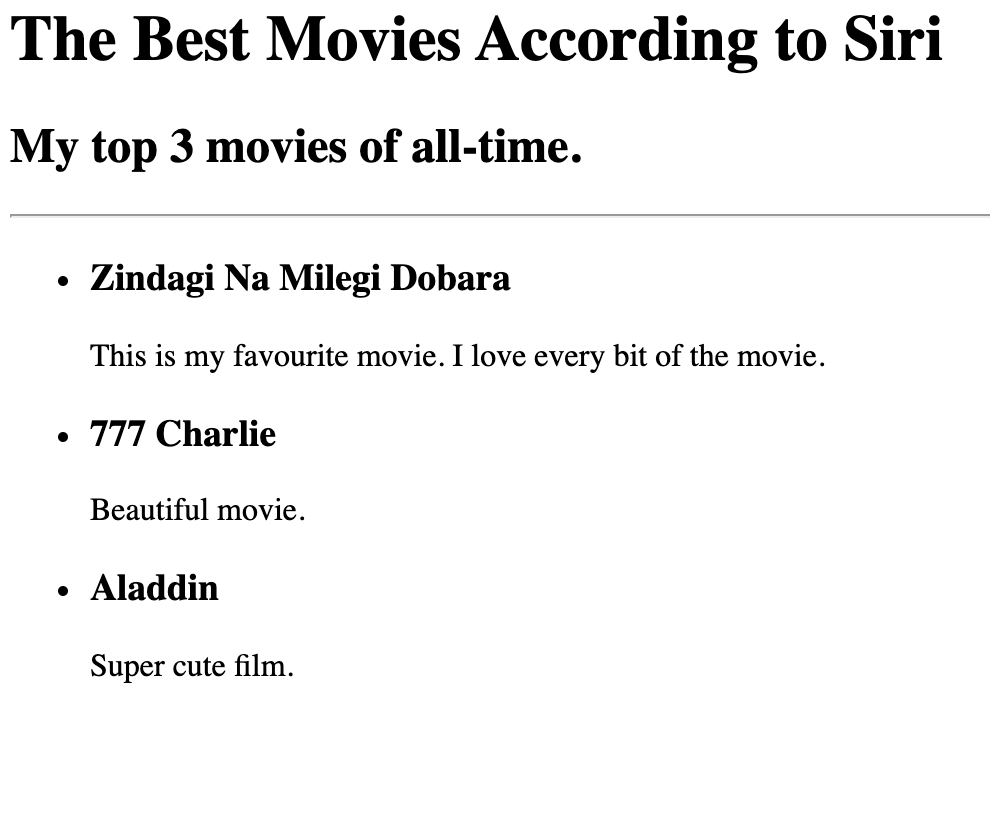 The Best Movies According to Siri
My top 3 movies of all-time.
Zindagi Na Milegi Dobara
This is my favourite movie. I love every bit of the movie.
777 Charlie
Beautiful movie.
Aladdin
Super cute film.